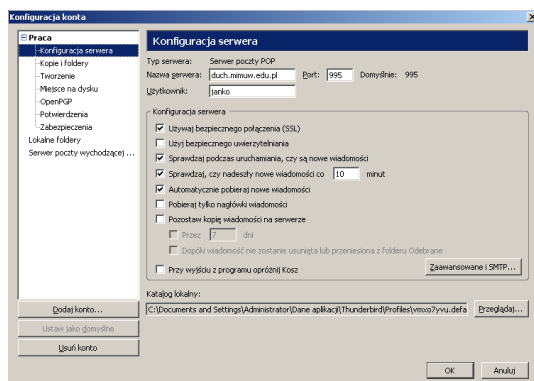 Konfiguracja konta
Praca
Konfiguracja serwera
Kopie i foldery
Tworzenie
Miejsce na dysku
OpenPGP
Potwierdzenia
Zabezpieczenia
Lokalne foldery
Serwer poczty wychodzącej ...
Dodaj konto...
Ustaw jako domyślne
Usuń konto
Konfiguracja serwera
Typ serwera: Serwer poczty POP
Nazwa serwera: duch.mimuw.edu.pl Port: 995 Domyślnie: 995
Użytkownik: janko
Konfiguracja serwera
Używaj bezpiecznego połączenia (SSL)
Użyj bezpiecznego uwierzytelniania
Sprawdzaj podczas uruchamiania, czy są nowe wiadomości
Sprawdzaj, czy nadeszły nowe wiadomości co 10 minut
Automatycznie pobieraj nowe wiadomości
Pobieraj tylko nagłówki wiadomości
Pozostaw kopię wiadomości na serwerze
Przez 7 dni
Dopóki wiadomość nie zostanie usunięta lub przeniesiona z folderu Odebrane
Przy wyjściu z programu opróżnij Kosz
Zaawansowane i SMTP...
Katalog lokalny:
C:\Documents and Settings\Administrator\Dane aplikacji\Thunderbird\Profiles\vmxo7yvu.defa
Przeglądaj...
OK
Anuluj